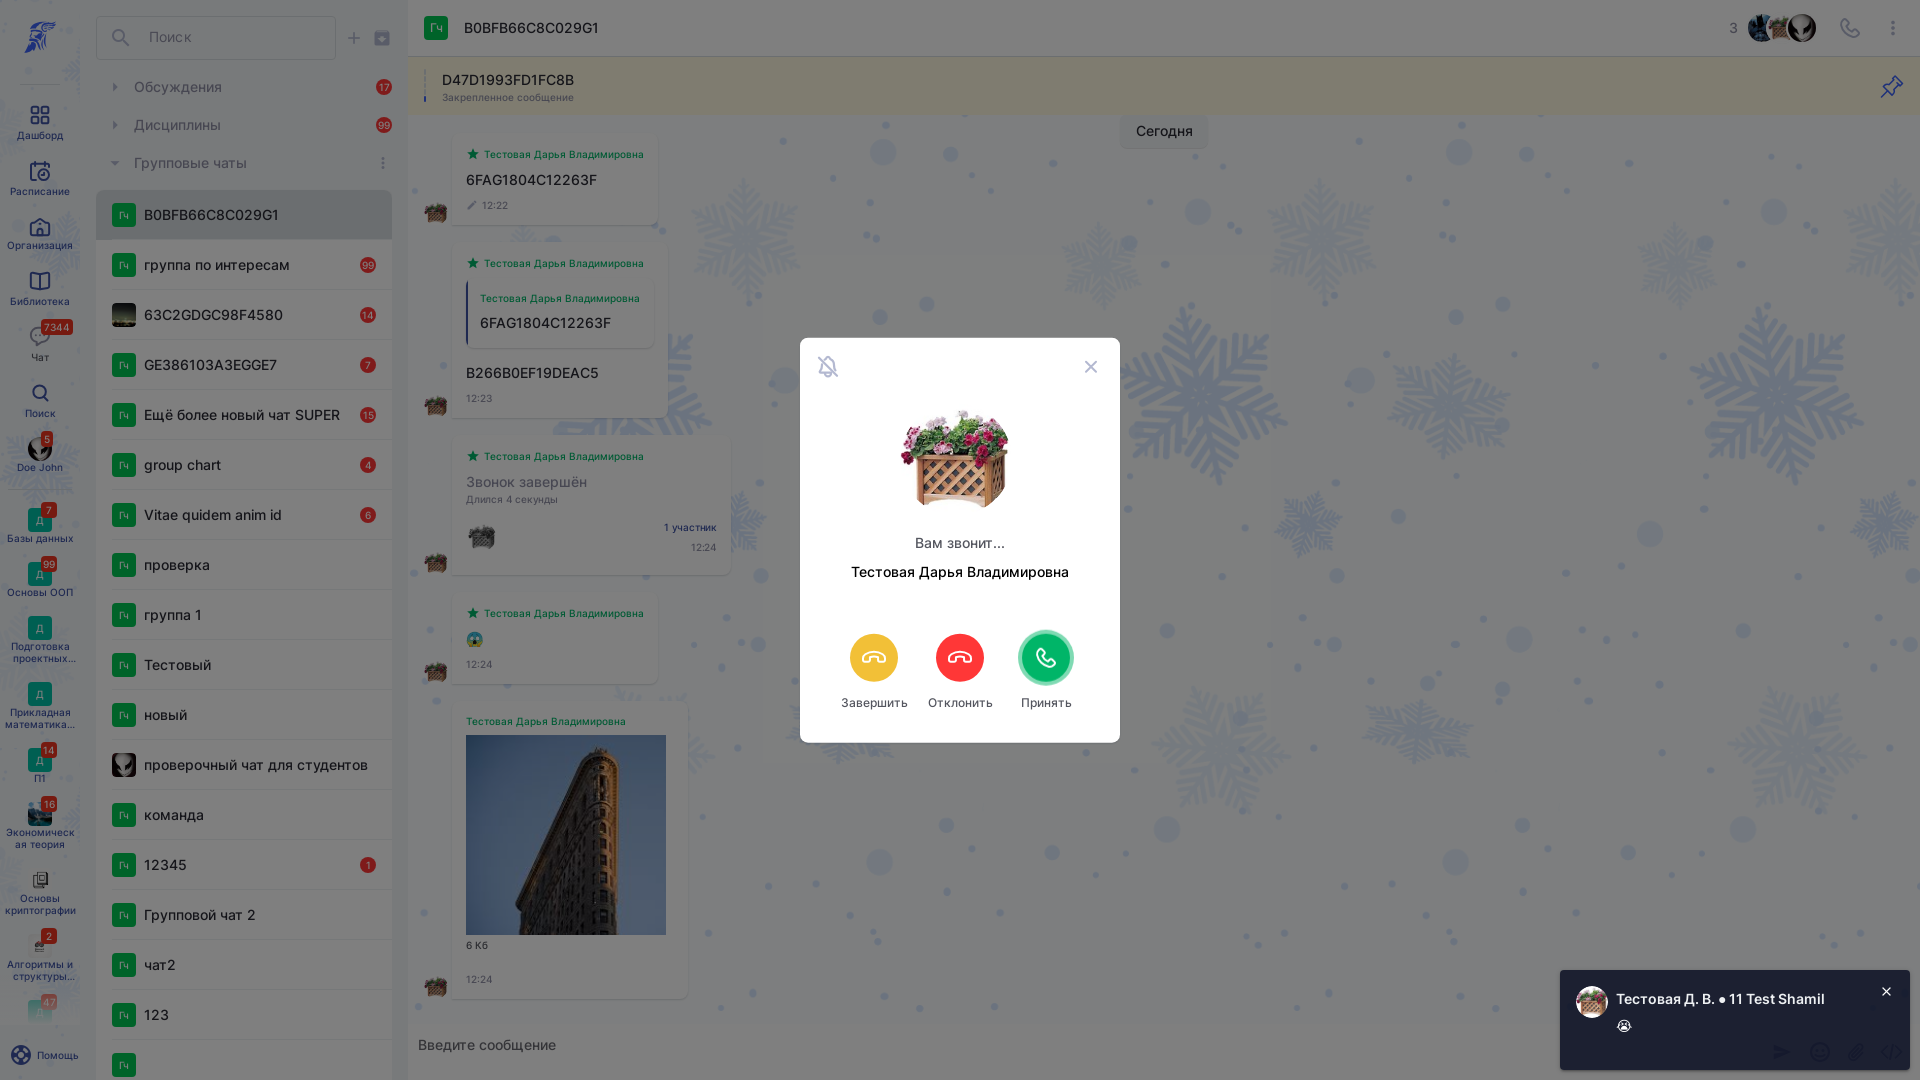 Дашборд
Расписание
Организация
Библиотека
7344
Чат
Поиск
5
Doe John
7
Д
Базы данных
99
Д
Основы ООП
Д
Подготовка
проектных...
Д
Прикладная
математика...
14
Д
П1
16
Экономическ
ая теория
Основы
криптографии
2
Алгоритмы и
структуры...
47
Д
Помощь
Поиск
Обсуждения
17
Дисциплины
99
Групповые чаты
Гч B0BFB66C8C029G1
Гч группа по интересам 99
63C2GDGC98F4580 14
Гч GE386103A3EGGE7 7
Гч Ещё более новый чат SUPER 15
Гч group chart 4
Гч Vitae quidem anim id 6
Гч проверка
Гч группа 1
Гч Тестовый
Гч новый
проверочный чат для студентов
Гч команда
Гч 12345 1
Гч Групповой чат 2
Гч чат2
Гч 123
Гч
Гч B0BFB66C8C029G1
3
D47D1993FD1FC8B
Закрепленное сообщение
Сегодня
Тестовая Дарья Владимировна
6FAG1804C12263F
12:22
Тестовая Дарья Владимировна
Тестовая Дарья Владимировна
6FAG1804C12263F
B266B0EF19DEAC5
12:23
Тестовая Дарья Владимировна
Звонок завершён
Длился 4 секунды
1 участник
12:24
Тестовая Дарья Владимировна
😱
12:24
Тестовая Дарья Владимировна
6 Кб
12:24
Введите сообщение
Вам звонит...
Тестовая Дарья Владимировна
Завершить
Отклонить
Принять
Тестовая Д. В. ● 11 Test Shamil
😭